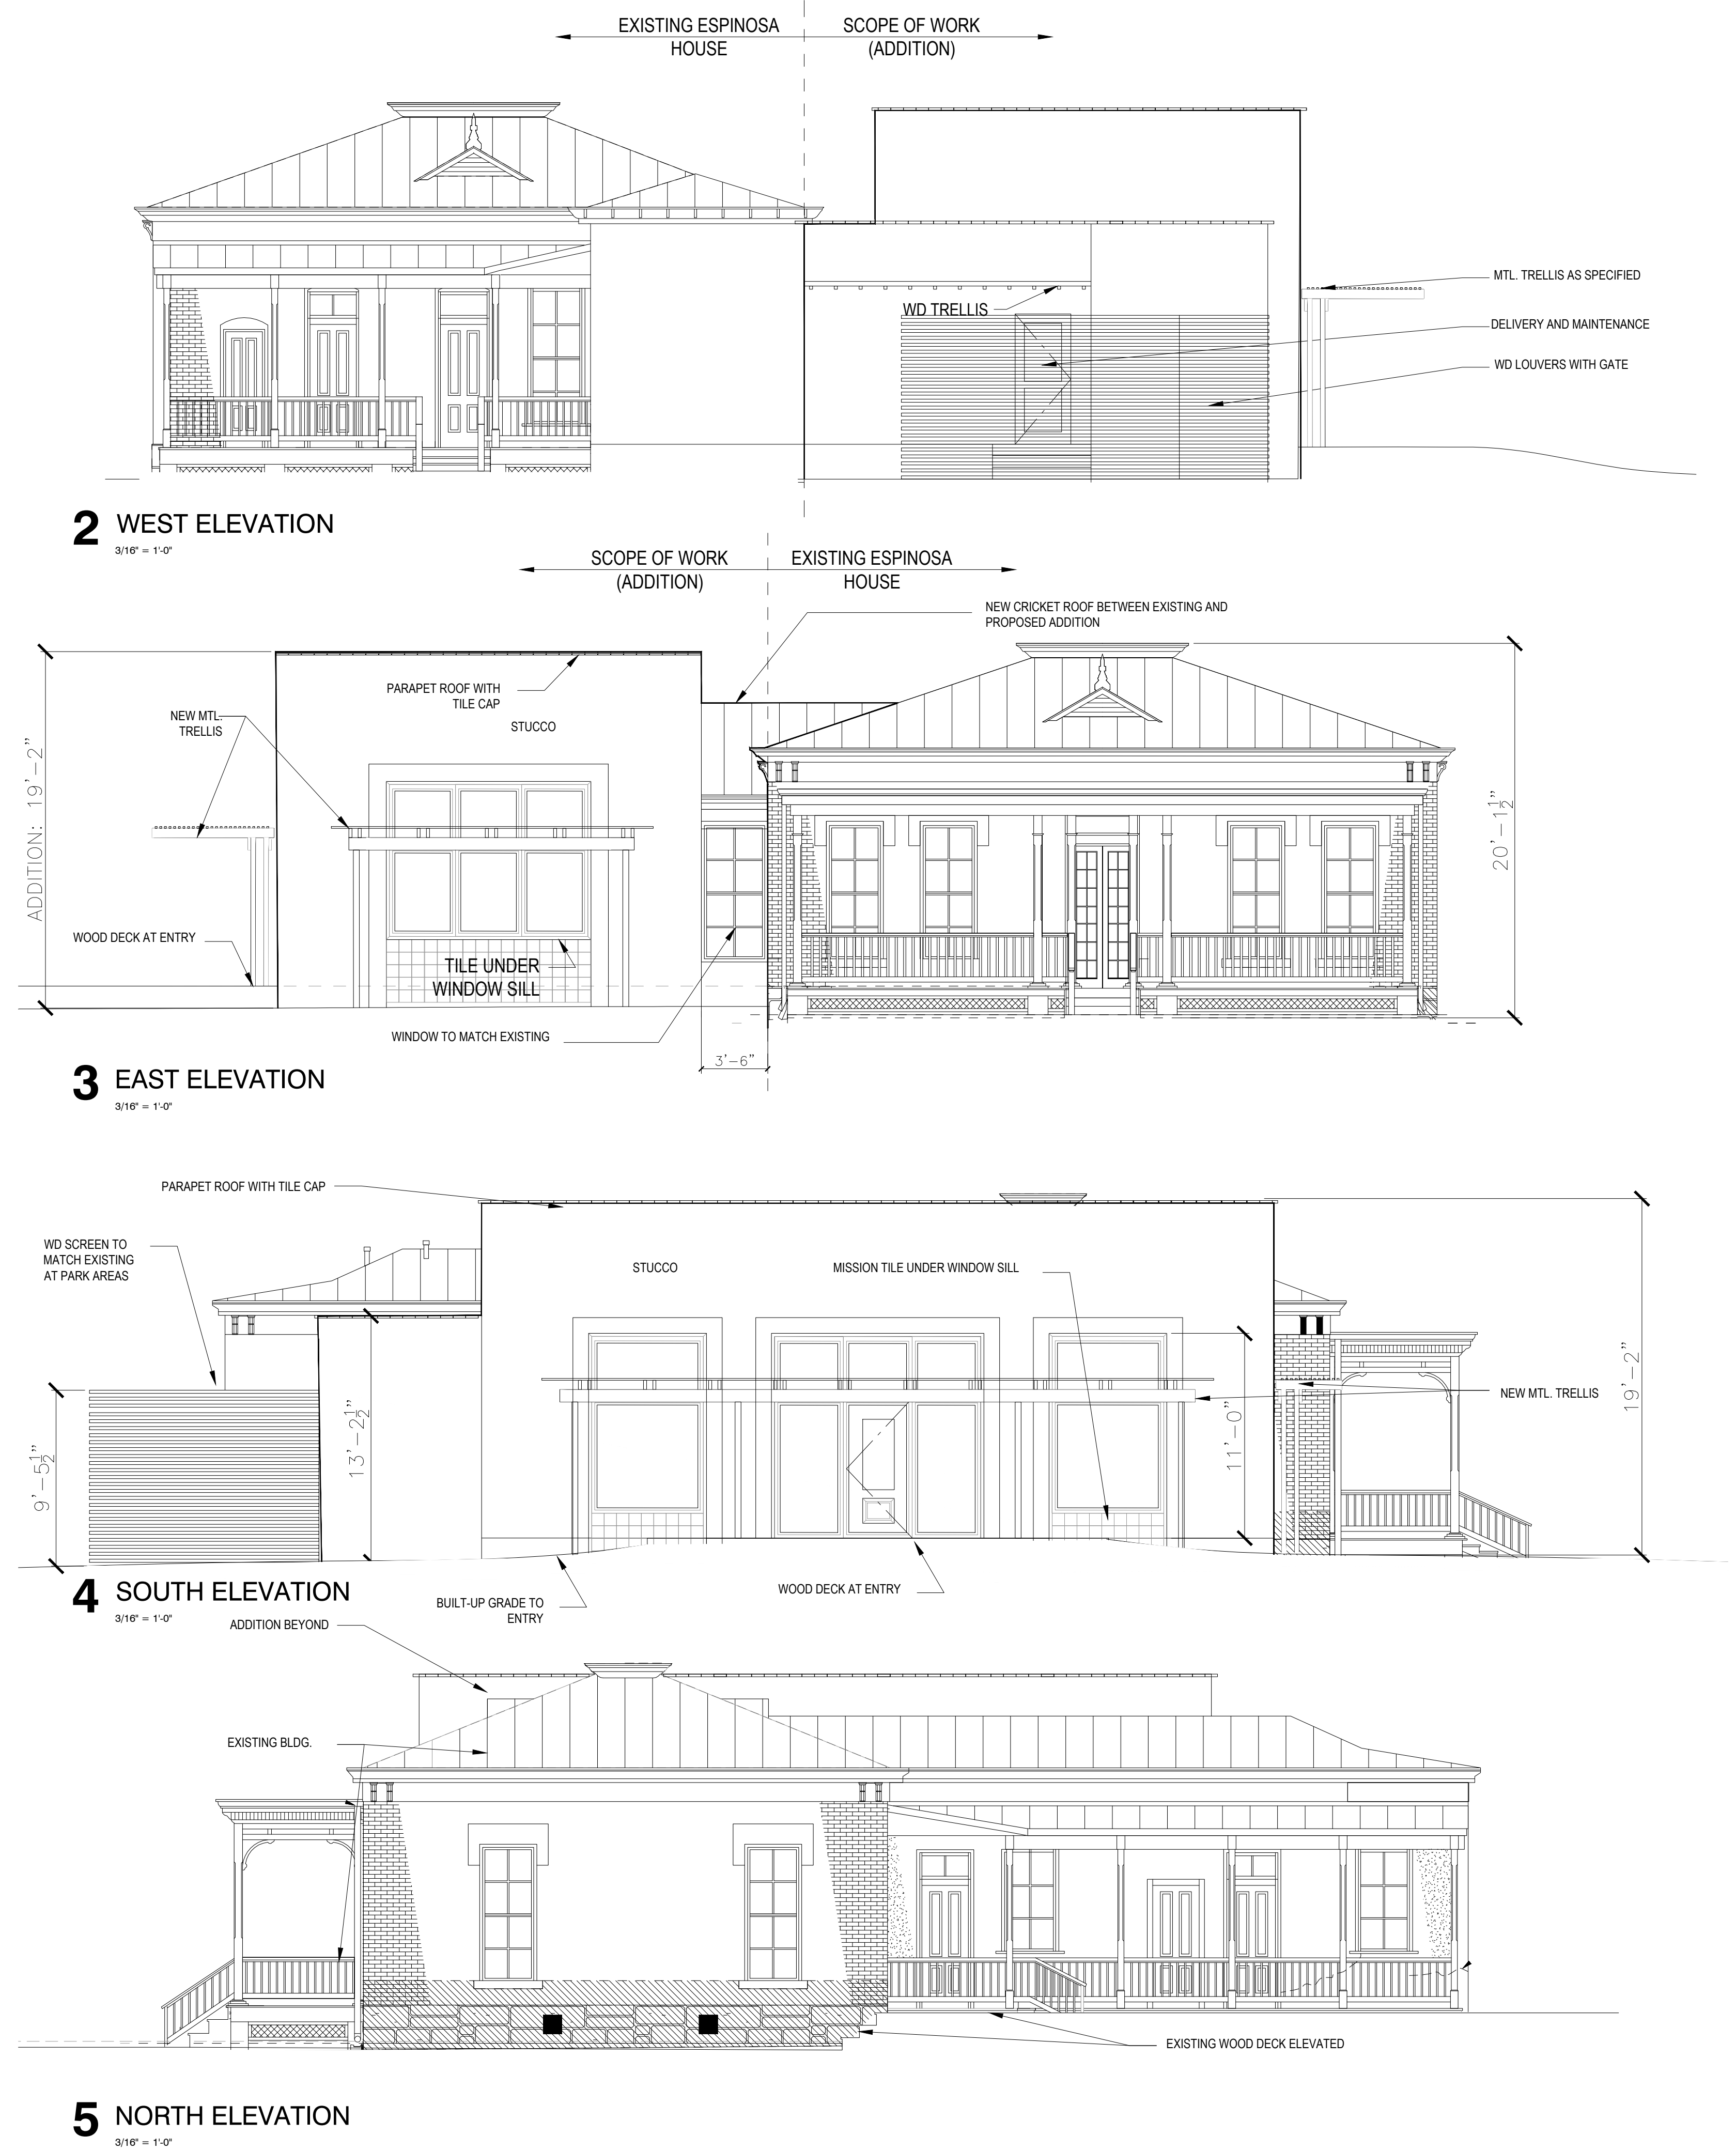 EXISTING ESPINOSA
HOUSE
SCOPE OF WORK
(ADDITION)
MTL. TRELLIS AS SPECIFIED
WD TRELLIS
DELIVERY AND MAINTENANCE
WD LOUVERS WITH GATE
2 WEST ELEVATION
3/16" = 1'-0"
SCOPE OF WORK
(ADDITION)
EXISTING ESPINOSA
HOUSE
NEW CRICKET ROOF BETWEEN EXISTING AND
PROPOSED ADDITION
PARAPET ROOF WITH
TILE CAP
NEW MTL.
TRELLIS
STUCCO
ADDITION: 19'-2"
20'-1 1/2"
WOOD DECK AT ENTRY
TILE UNDER
WINDOW SILL
WINDOW TO MATCH EXISTING
3'-6"
3 EAST ELEVATION
3/16" = 1'-0"
PARAPET ROOF WITH TILE CAP
WD SCREEN TO
MATCH EXISTING
AT PARK AREAS
STUCCO
MISSION TILE UNDER WINDOW SILL
NEW MTL. TRELLIS
9'-5 1/2"
13'-2 1/2"
11'-0"
19'-2"
WOOD DECK AT ENTRY
BUILT-UP GRADE TO
ENTRY
4 SOUTH ELEVATION
3/16" = 1'-0"
ADDITION BEYOND
EXISTING BLDG.
EXISTING WOOD DECK ELEVATED
5 NORTH ELEVATION
3/16" = 1'-0"